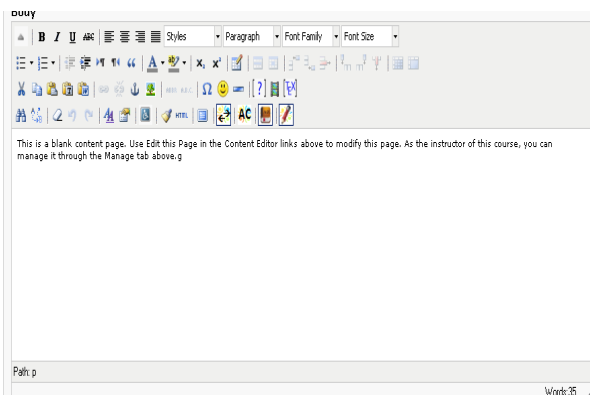 Body
B I U ABC Styles Paragraph Font Family Font Size
HTML AC
This is a blank content page. Use Edit this Page in the Content Editor links above to modify this page. As the instructor of this course, you can
manage it through the Manage tab above.g
Path: p
Words:35